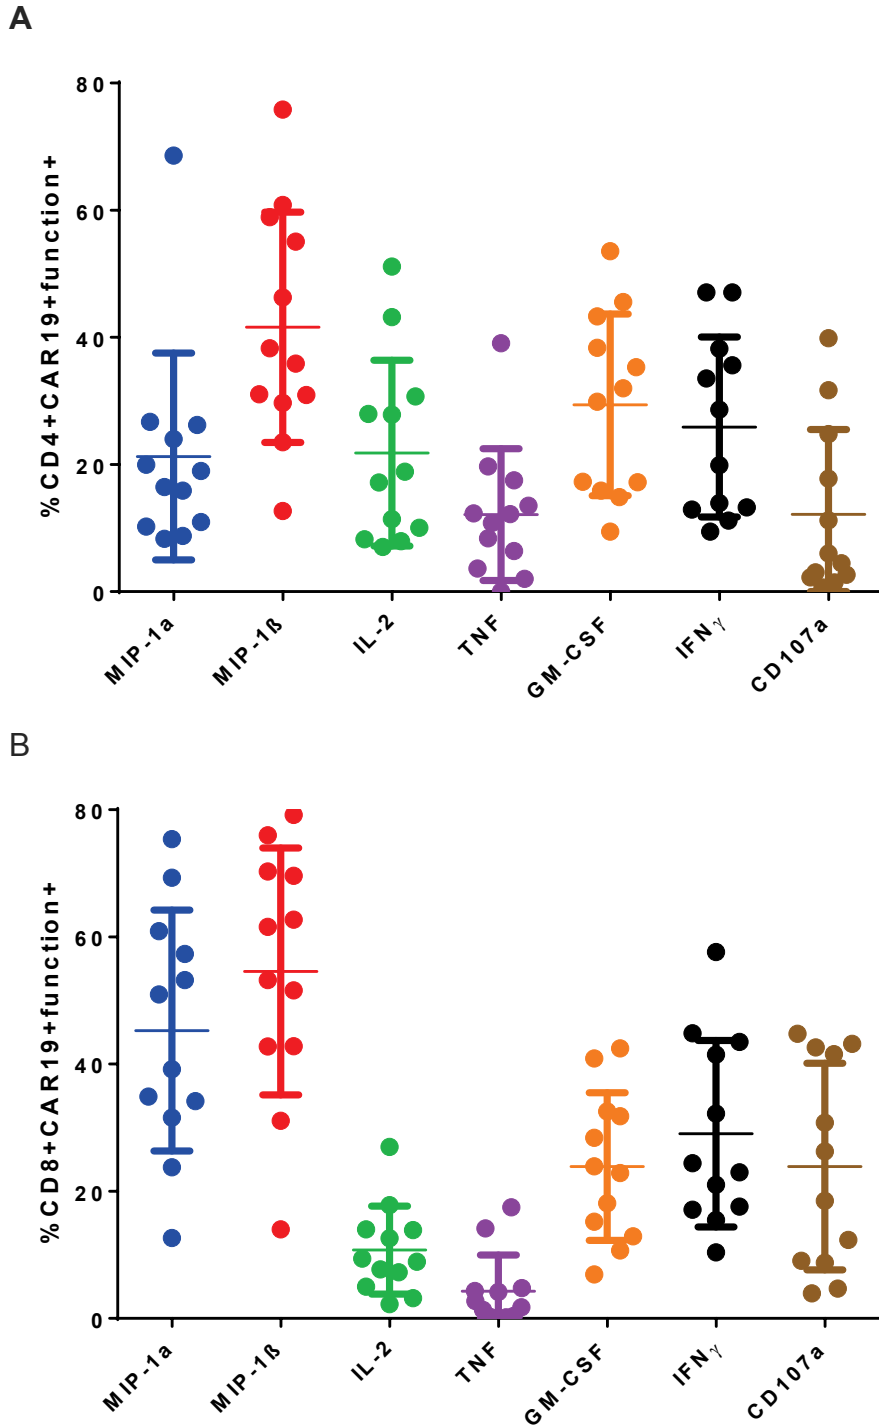 A
%CD4+CAR19+function+
80
60
40
20
0
MIP-1a
MIP-1ß
IL-2
TNF
GM-CSF
IFNγ
CD107a
B
%CD8+CAR19+function+
80
60
40
20
0
MIP-1a
MIP-1ß
IL-2
TNF
GM-CSF
IFNγ
CD107a